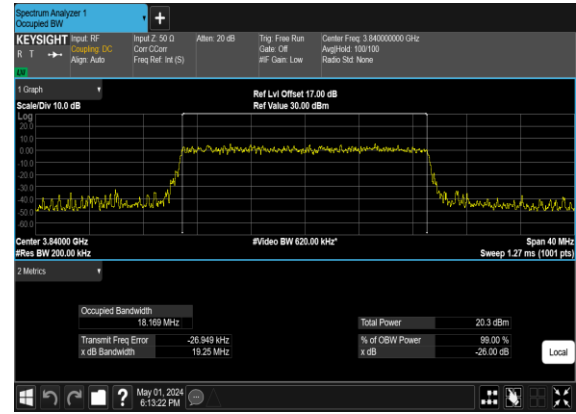 Spectrum Analyzer 1
Occupied BW
+
KEYSIGHT Input: RF Input Z: 50 Ω Atten: 20 dB Trig: Free Run Center Freq: 3.840000000 GHz
R T Coupling: DC Corr CCorr Gate: Off Avg|Hold: 100/100
Align: Auto Freq Ref: Int (S) #IF Gain: Low Radio Std: None
1 Graph
Ref Lvl Offset 17.00 dB
Scale/Div 10.0 dB Ref Value 30.00 dBm
Log
20.0
10.0
0.00
-10.0
-20.0
-30.0
-40.0
-50.0
-60.0
Center 3.84000 GHz #Video BW 620.00 kHz* Span 40 MHz
#Res BW 200.00 kHz Sweep 1.27 ms (1001 pts)
2 Metrics
Occupied Bandwidth
18.169 MHz Total Power 20.3 dBm
Transmit Freq Error -26.949 kHz % of OBW Power 99.00 %
x dB Bandwidth 19.25 MHz x dB -26.00 dB
Local
? May 01, 2024
6:13:22 PM